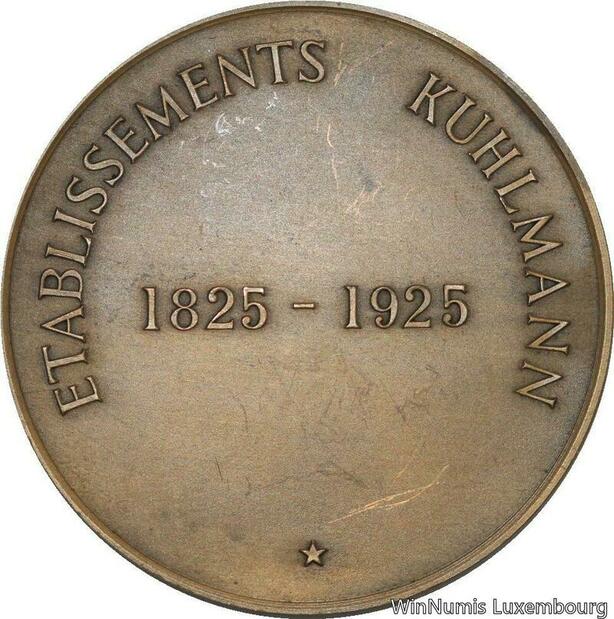 ETABLISSEMENTS KUHLMANN
1825 - 1925
WinNumis Luxembourg